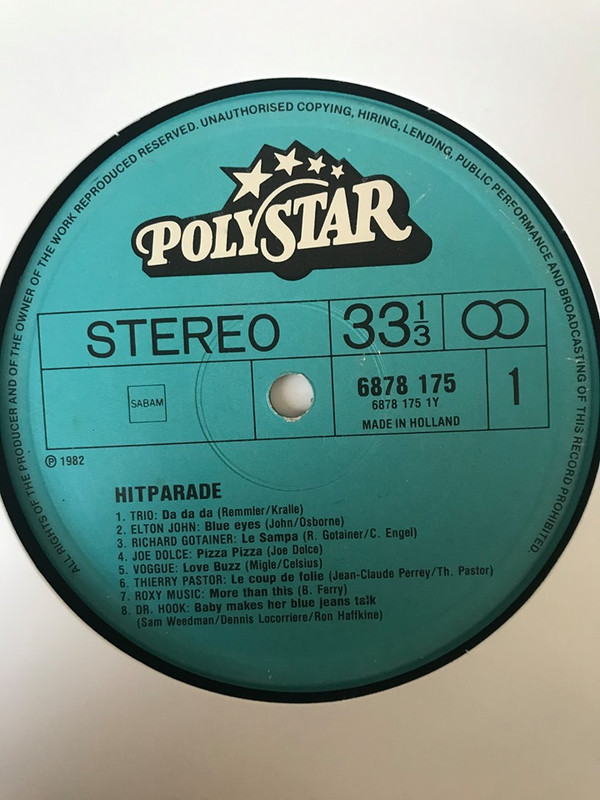 ALL RIGHTS OF THE PRODUCER AND OF THE OWNER OF THE WORK REPRODUCED RESERVED. UNAUTHORISED COPYING, HIRING, LENDING, PUBLIC PERFORMANCE AND BROADCASTING OF THIS RECORD PROHIBITED.
POLYSTAR
STEREO 33 1/3
SABAM
6878 175
6878 175 1Y
MADE IN HOLLAND
1
℗ 1982
HITPARADE
1. TRIO: Da da da (Remmler/Kralle)
2. ELTON JOHN: Blue eyes (John/Osborne)
3. RICHARD GOTAINER: Le Sampa (R. Gotainer/C. Engel)
4. JOE DOLCE: Pizza Pizza (Joe Dolce)
5. VOGGUE: Love Buzz (Migle/Celsius)
6. THIERRY PASTOR: Le coup de folie (Jean-Claude Perrey/Th. Pastor)
7. ROXY MUSIC: More than this (B. Ferry)
8. DR. HOOK: Baby makes her blue jeans talk
(Sam Weedman/Dennis Locorriere/Ron Haffkine)